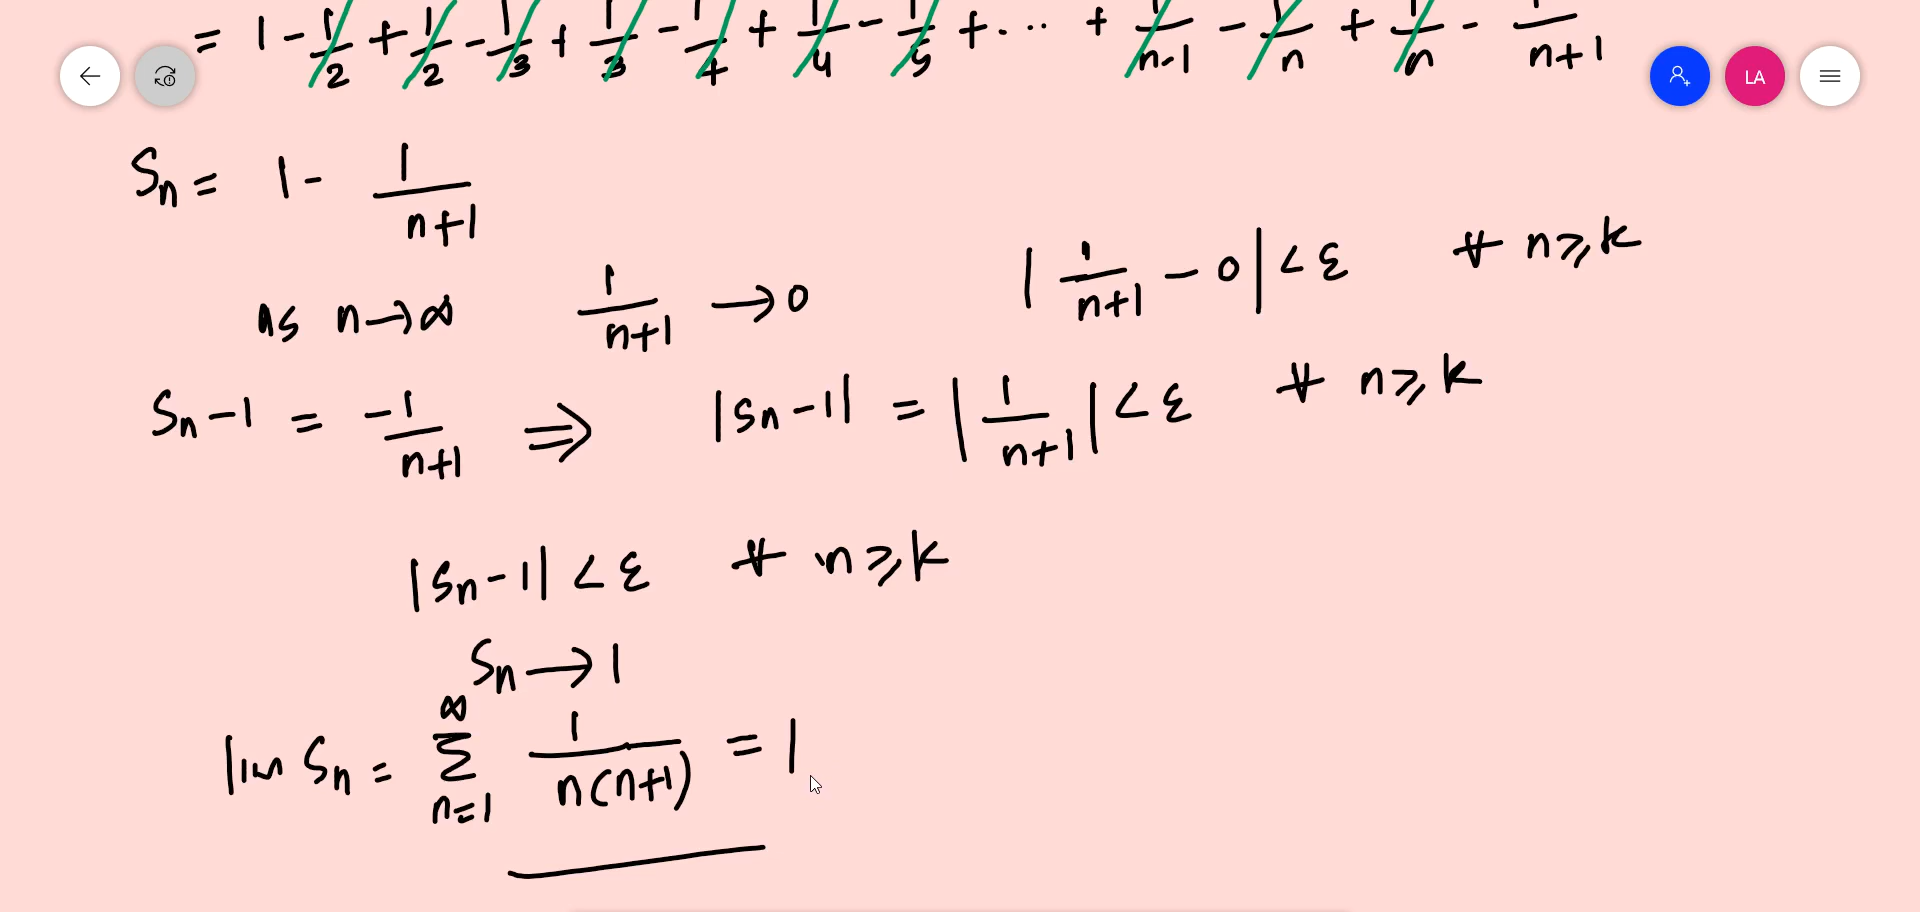 = 1 - 1/2 + 1/2 - 1/3 + 1/3 - 1/4 + 1/4 - 1/5 + ... + 1/n-1 - 1/n + 1/n - 1/n+1
LA
Sn = 1 - 1/n+1
as n → ∞ 1/n+1 → 0 | 1/n+1 - 0 | < ε ∀ n ≥ k
Sn - 1 = -1/n+1 ⇒ |Sn - 1| = | 1/n+1 | < ε ∀ n ≥ k
|Sn - 1| < ε ∀ n ≥ k
Sn → 1
lim Sn = ∞ Σ n=1 1/n(n+1) = 1